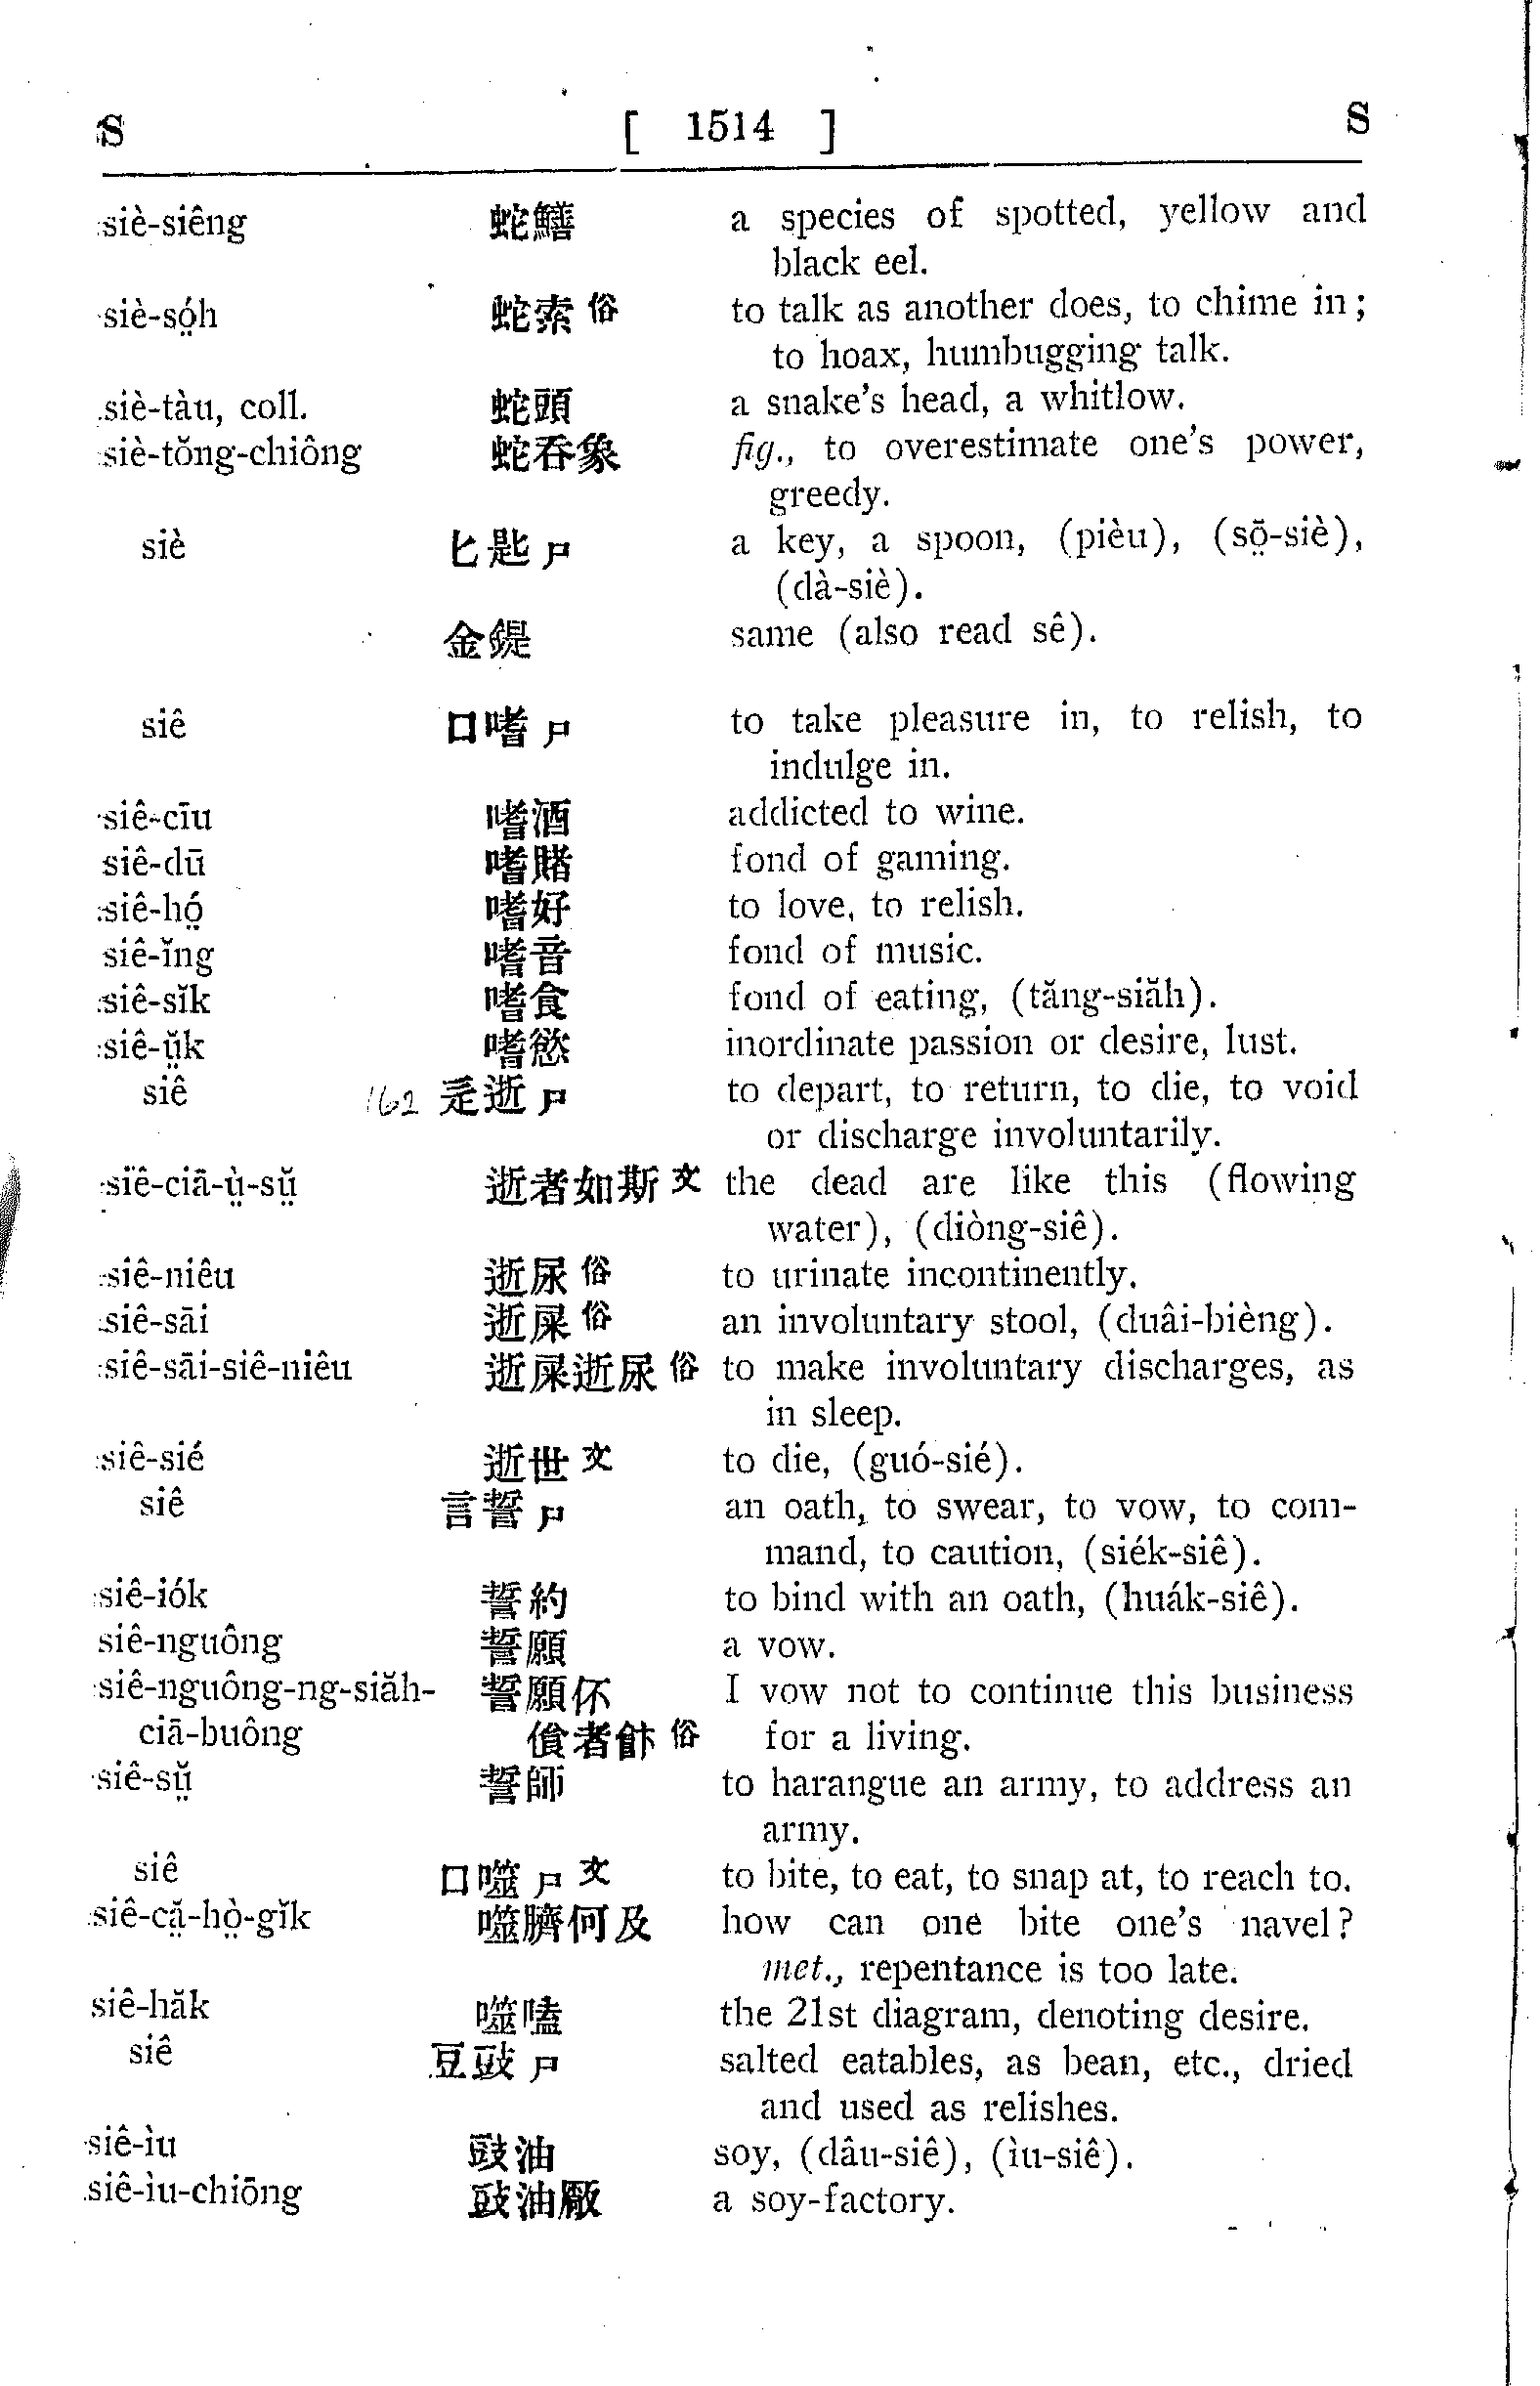 S [ 1514 ] S
siè-siêng 蛇鱔 a species of spotted, yellow and
black eel.
siè-só̤h 蛇索 俗 to talk as another does, to chime in;
to hoax, humbugging talk.
siè-tàu, coll. 蛇頭 a snake's head, a whitlow.
siè-tŏng-chiông 蛇吞象 fig., to overestimate one's power,
greedy.
siè 匕匙 a key, a spoon, (pièu), (sō̤-siè),
(dà-siè).
金鍉 same (also read sê).
siê 口嗜 to take pleasure in, to relish, to
indulge in.
siê-cīu 嗜酒 addicted to wine.
siê-dū 嗜賭 fond of gaming.
siê-hó̤ 嗜好 to love, to relish.
siê-ĭng 嗜音 fond of music.
siê-sĭk 嗜食 fond of eating, (tăng-siăh).
siê-ṳ̆k 嗜慾 inordinate passion or desire, lust.
siê 162 辵逝 to depart, to return, to die, to void
or discharge involuntarily.
siê-ciā-ṳ̀-sṳ̆ 逝者如斯 文 the dead are like this (flowing
water), (diòng-siê).
siê-niêu 逝尿 俗 to urinate incontinently.
siê-sāi 逝屎 俗 an involuntary stool, (duâi-bièng).
siê-sāi-siê-niêu 逝屎逝尿 俗 to make involuntary discharges, as
in sleep.
siê-sié 逝世 文 to die, (guó-sié).
siê 言誓 an oath, to swear, to vow, to com-
mand, to caution, (siék-siê).
siê-iók 誓約 to bind with an oath, (huák-siê).
siê-nguông 誓願 a vow.
siê-nguông-ng-siăh- 誓願伓 I vow not to continue this business
ciā-buông 者 俗 for a living.
siê-sṳ̆ 誓師 to harangue an army, to address an
army.
siê 口噬 文 to bite, to eat, to snap at, to reach to.
siê-cą̤̆-hò̤-gĭk 噬臍何及 how can one bite one's navel?
met., repentance is too late.
siê-hăk 噬嗑 the 21st diagram, denoting desire.
siê 豆豉 salted eatables, as bean, etc., dried
and used as relishes.
siê-ìu 豉油 soy, (dâu-siê), (ìu-siê).
siê-ìu-chiōng 豉油厰 a soy-factory.